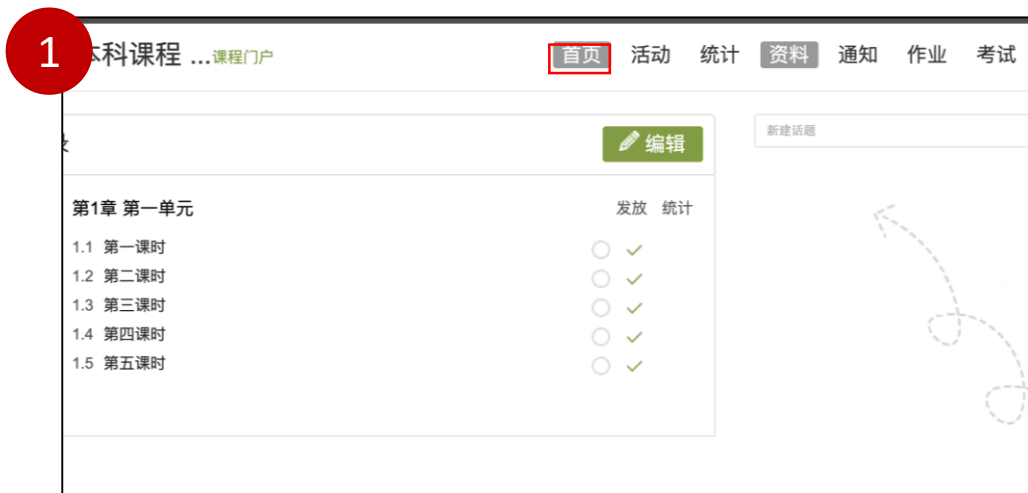 1
本科课程 ...课程门户 首页 活动 统计 资料 通知 作业 考试
编辑
新建话题
第1章 第一单元 发放 统计
1.1 第一课时
1.2 第二课时
1.3 第三课时
1.4 第四课时
1.5 第五课时